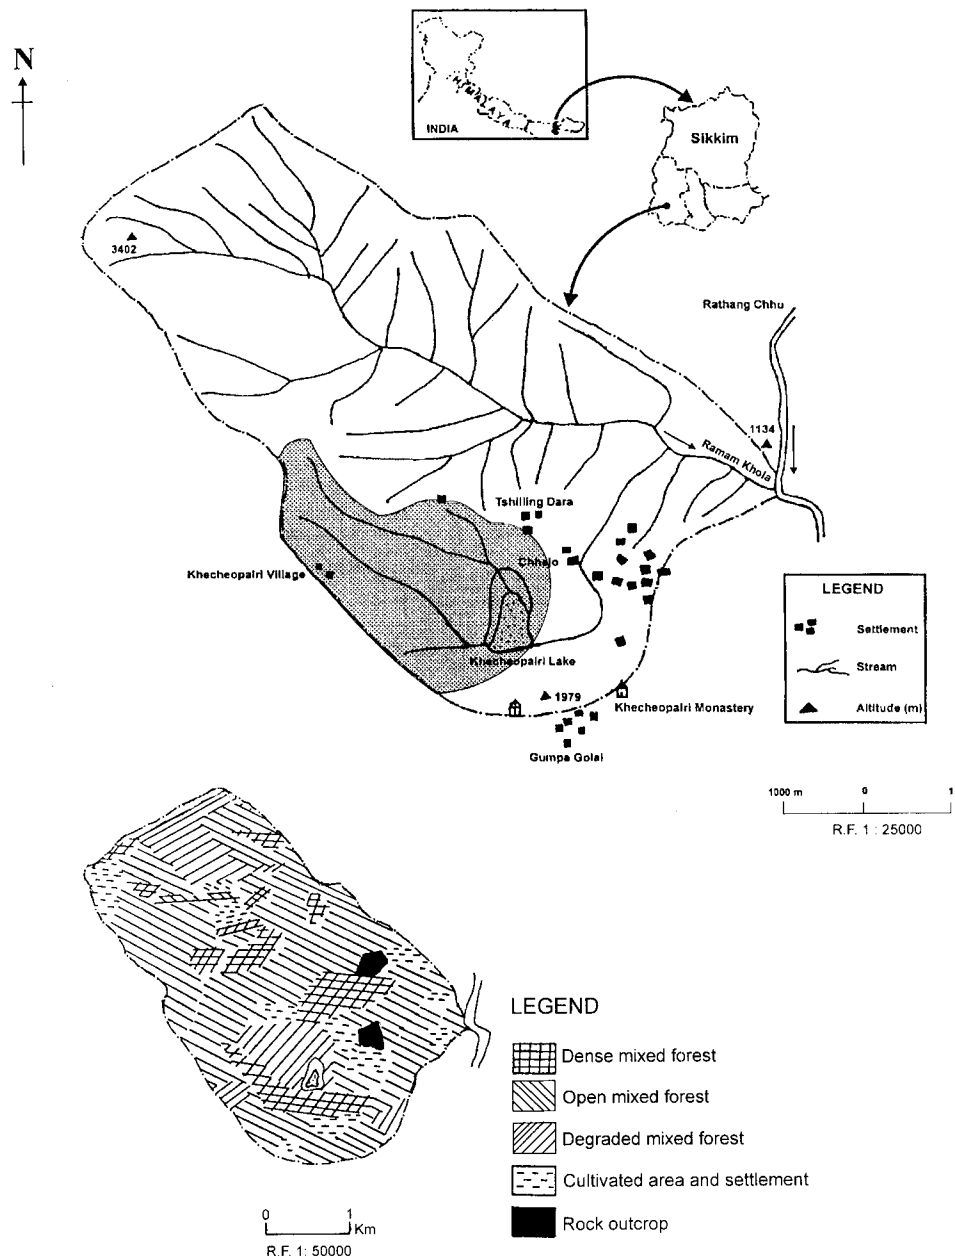 N
HIMALAYA
INDIA
Sikkim
3402
Rathang Chhu
1134
Ramam Khola
Tshilling Dara
Chhojo
Khecheopalri Village
Khecheopalri Lake
1979
Khecheopalri Monastery
Gumpa Golai
LEGEND
Settlement
Stream
Altitude (m)
1000 m 0 1
R.F. 1 : 25000
LEGEND
Dense mixed forest
Open mixed forest
Degraded mixed forest
Cultivated area and settlement
Rock outcrop
0 1
Km
R.F. 1: 50000